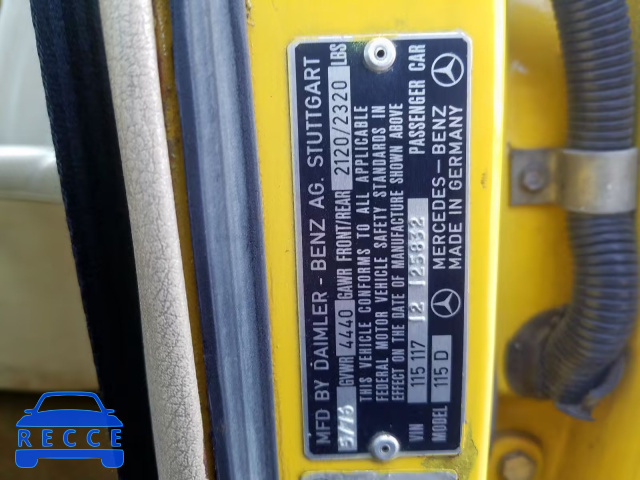 MFD BY DAIMLER-BENZ AG. STUTTGART
GVWR 4440 GAWR FRONT/REAR 2120/2320 LBS
THIS VEHICLE CONFORMS TO ALL APPLICABLE
FEDERAL MOTOR VEHICLE SAFETY STANDARDS IN
EFFECT ON THE DATE OF MANUFACTURE SHOWN ABOVE
VIN 115 117 12 125832 PASSENGER CAR
MODEL 115 D MERCEDES-BENZ
MADE IN GERMANY
RECCE